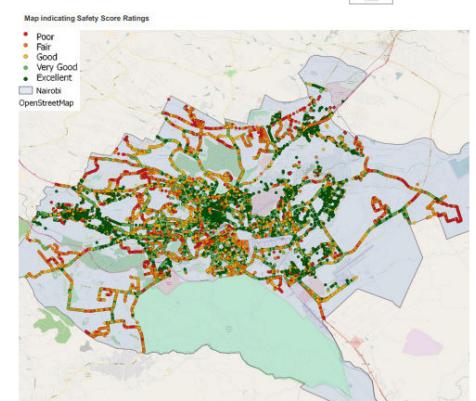 Map indicating Safety Score Ratings
Poor
Fair
Good
Very Good
Excellent
Nairobi
OpenStreetMap